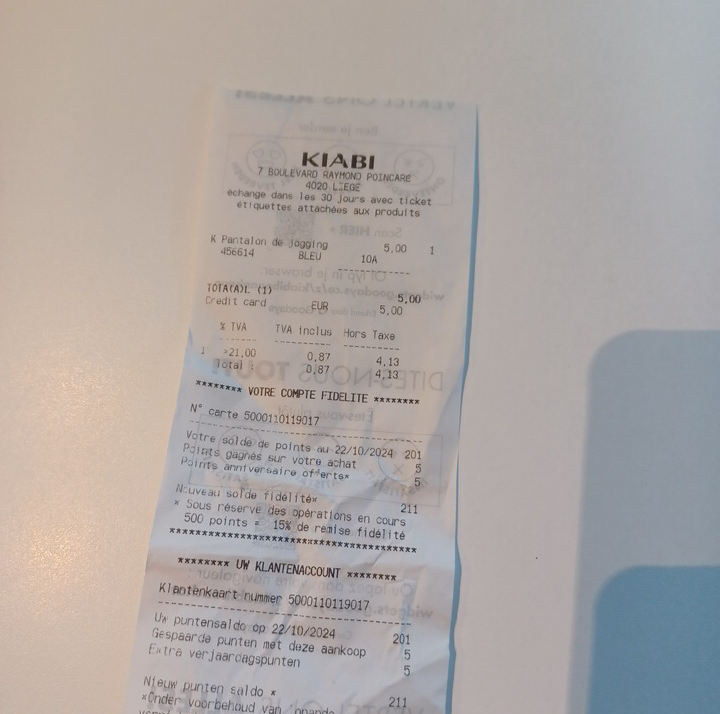 KIABI
7 BOULEVARD RAYMOND POINCARE
4020 LIEGE
echange dans les 30 jours avec ticket
étiquettes attachées aux produits
K Pantalon de jogging 5,00 1
456614 BLEU 10A
TOTA(A)L (1) 5,00
Credit card EUR 5,00
% TVA TVA inclus Hors Taxe
1 >21,00 0,87 4,13
Total : 0,87 4,13
******** VOTRE COMPTE FIDELITE ********
N° carte 5000110119017
Votre solde de points au 22/10/2024 201
Points gagnés sur votre achat 5
Points anniversaire offerts* 5
Nouveau solde fidélité* 211
* Sous réserve des opérations en cours
500 points = 15% de remise fidélité
****************************************
******** UW KLANTENACCOUNT ********
Klantenkaart nummer 5000110119017
Uw puntensaldo op 22/10/2024 201
Gespaarde punten met deze aankoop 5
Extra verjaardagspunten 5
Nieuw punten saldo * 211
*Onder voorbehoud van